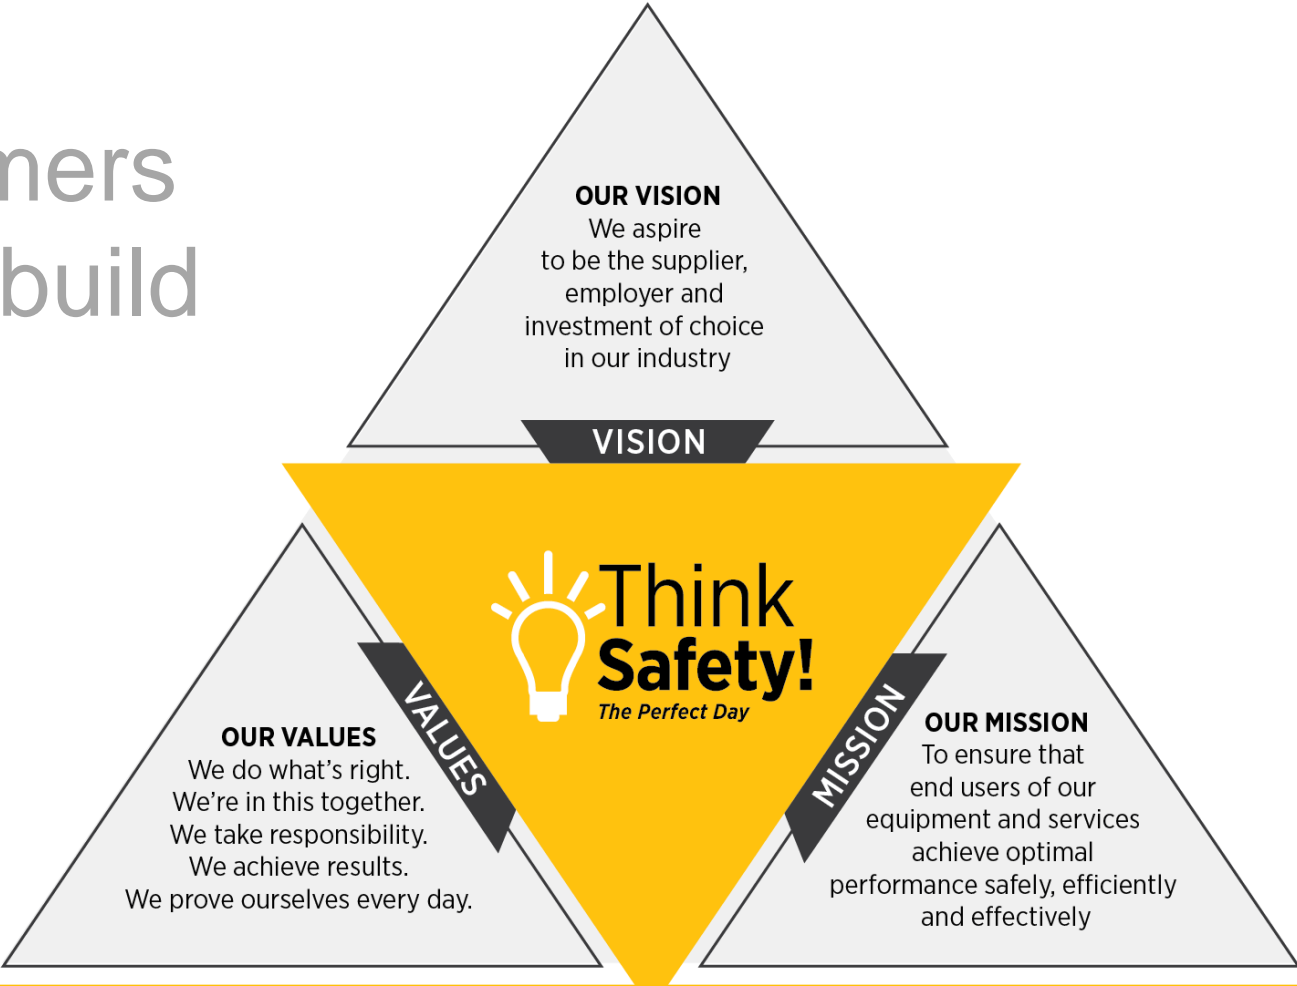 mers
build
OUR VISION
We aspire
to be the supplier,
employer and
investment of choice
in our industry
VISION
Think
Safety!
The Perfect Day
VALUES
OUR VALUES
We do what's right.
We're in this together.
We take responsibility.
We achieve results.
We prove ourselves every day.
MISSION
OUR MISSION
To ensure that
end users of our
equipment and services
achieve optimal
performance safely, efficiently
and effectively